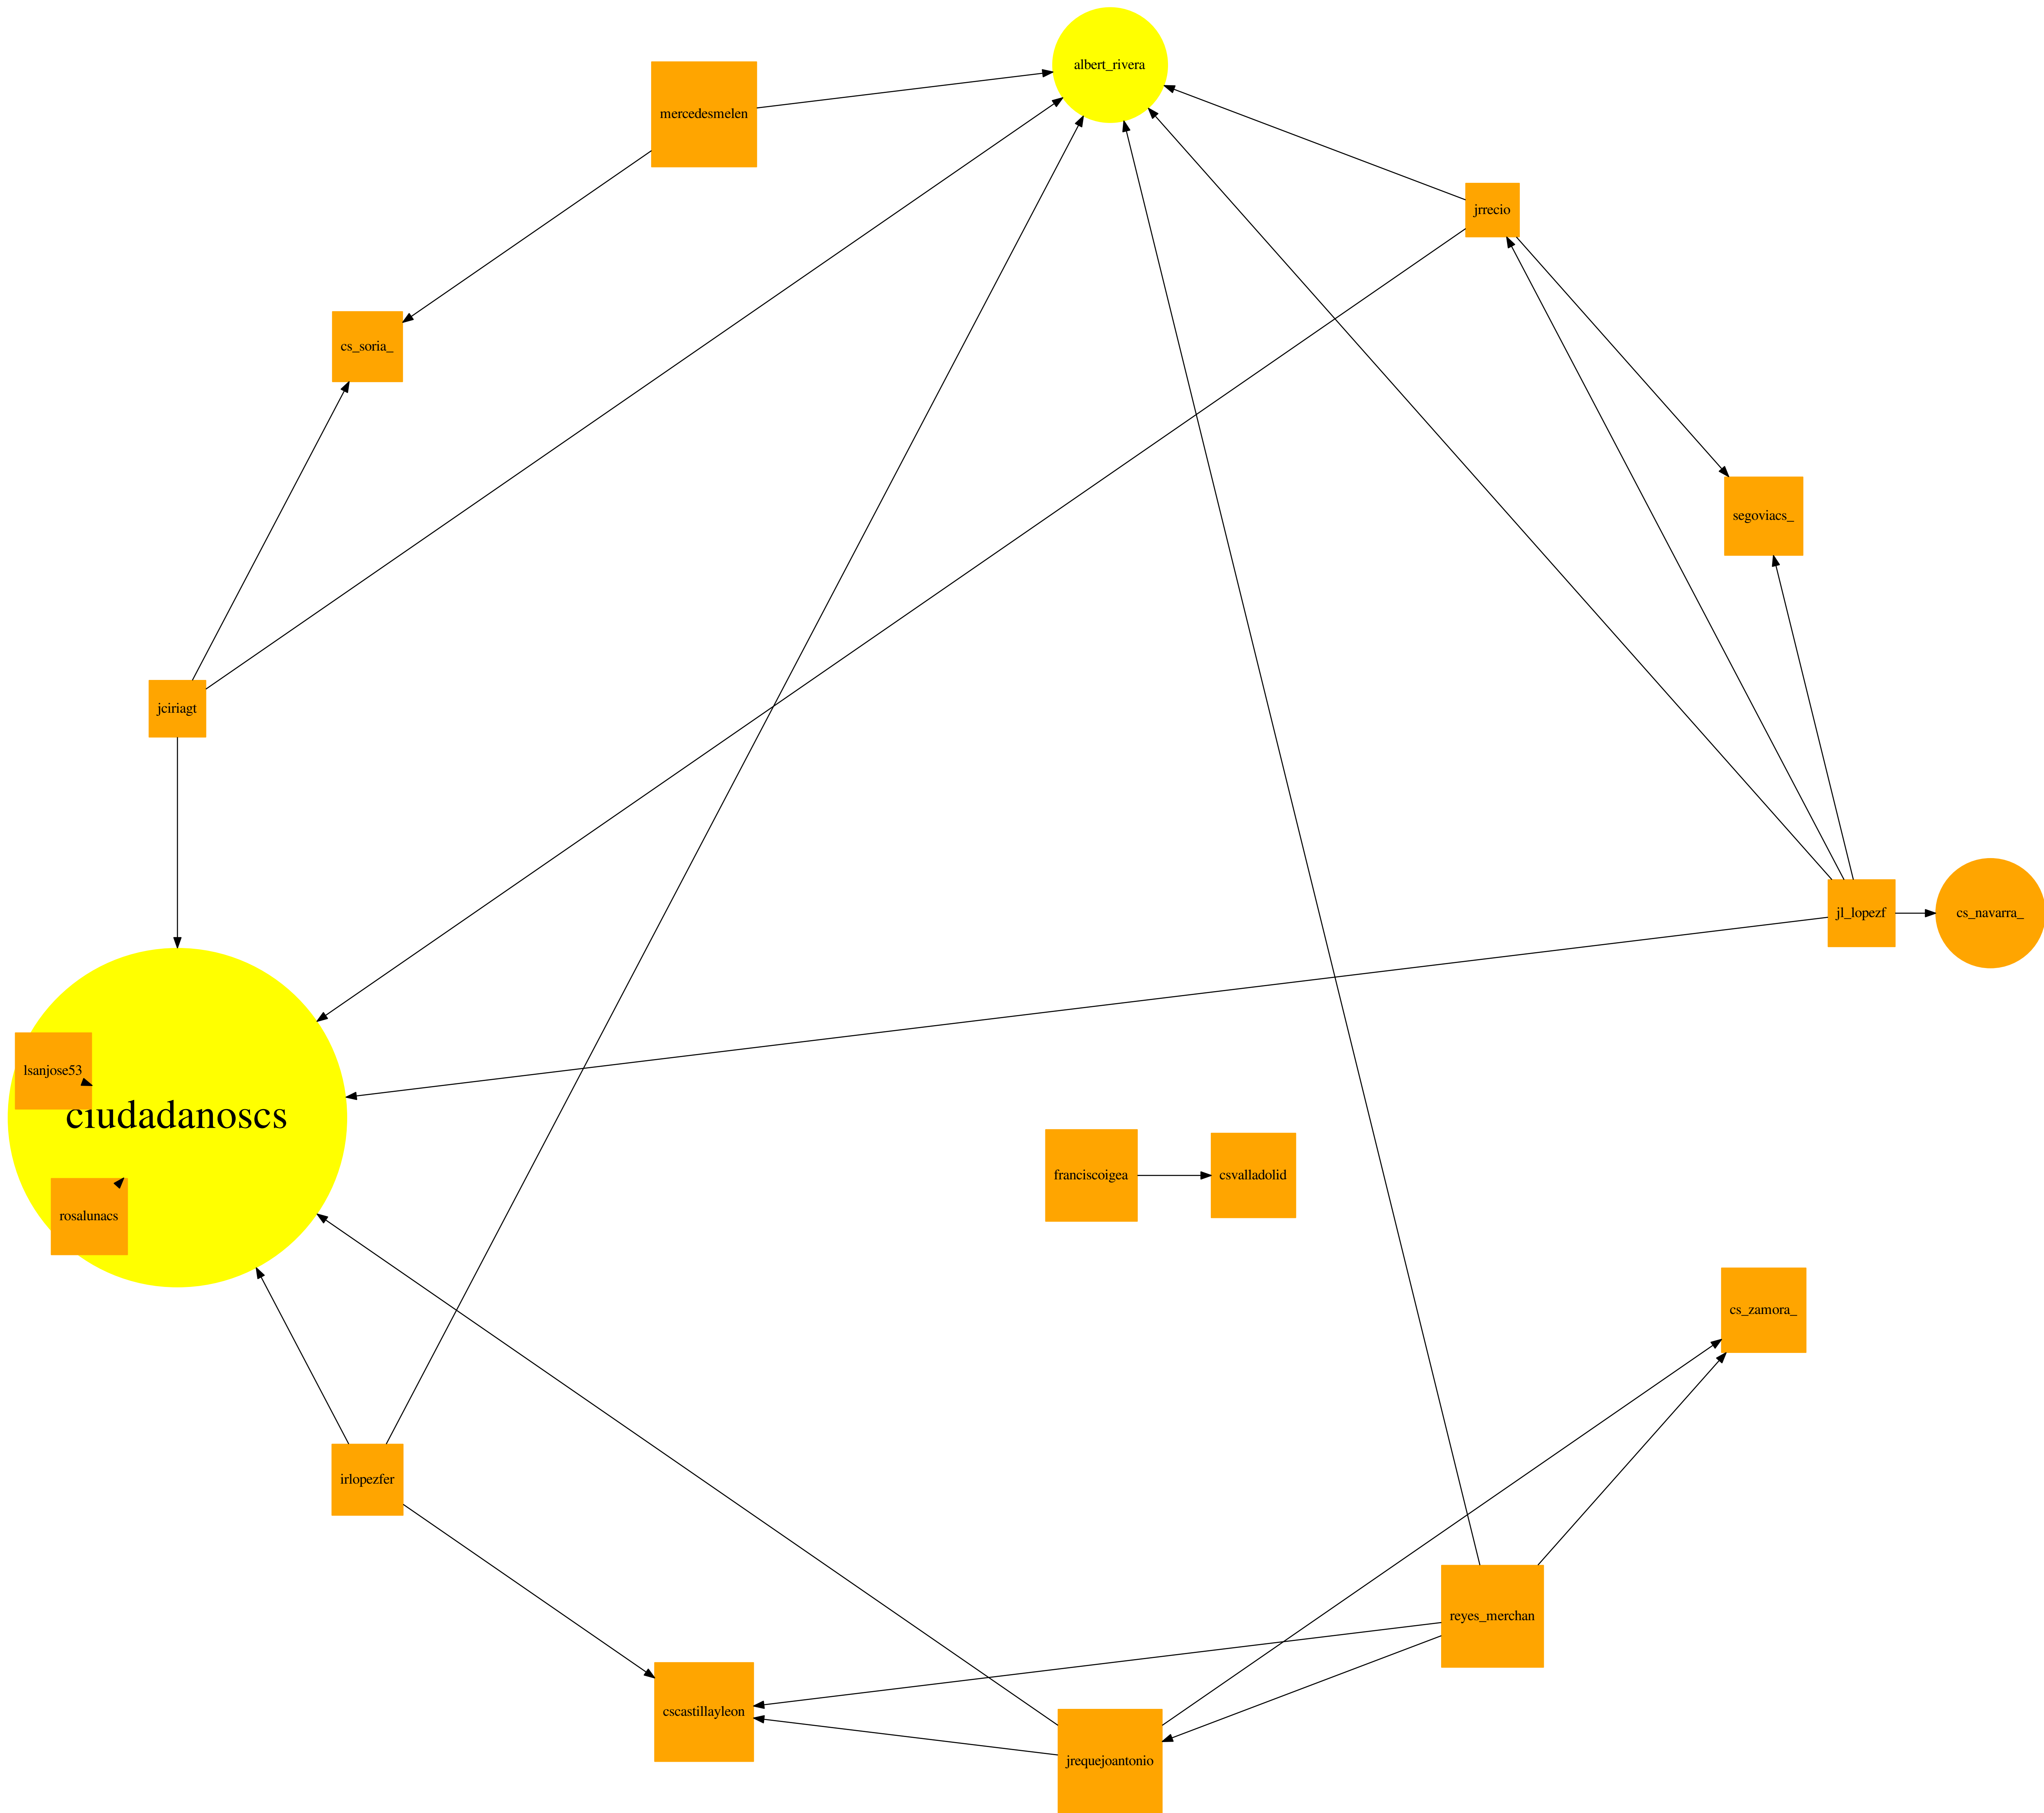 albert_rivera
mercedesmelen
jrrecio
cs_soria_
segoviacs_
jciriagt
jl_lopezf
cs_navarra_
lsanjose53
ciudadanoscs
franciscoigea
csvalladolid
rosalunacs
cs_zamora_
irlopezfer
reyes_merchan
cscastillayleon
jrequejoantonio